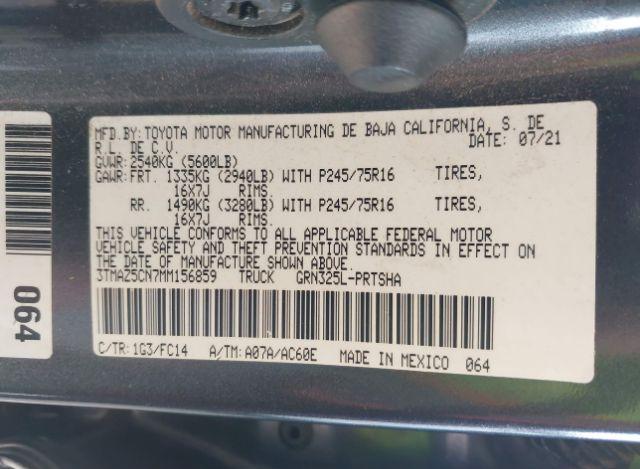 MFD.BY: TOYOTA MOTOR MANUFACTURING DE BAJA CALIFORNIA, S. DE
R.L. DE C.V. DATE: 07/21
GVWR: 2540KG (5600LB)
GAWR: FRT. 1335KG (2940LB) WITH P245/75R16 TIRES,
16X7J RIMS.
RR. 1490KG (3280LB) WITH P245/75R16 TIRES,
16X7J RIMS.
THIS VEHICLE CONFORMS TO ALL APPLICABLE FEDERAL MOTOR
VEHICLE SAFETY AND THEFT PREVENTION STANDARDS IN EFFECT ON
THE DATE OF MANUFACTURE SHOWN ABOVE.
3TMAZ5CN7MM156859 TRUCK GRN325L-PRTSHA
C/TR: 1G3/FC14 A/TM: A07A/AC60E MADE IN MEXICO 064
064